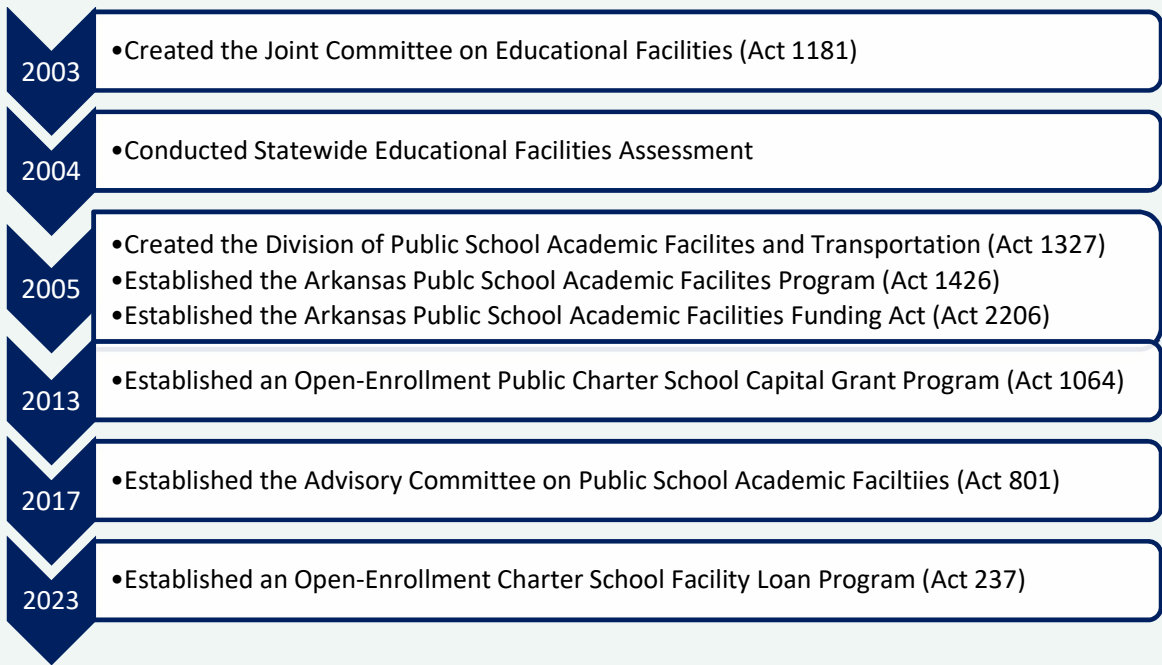 2003
•Created the Joint Committee on Educational Facilities (Act 1181)
2004
•Conducted Statewide Educational Facilities Assessment
2005
•Created the Division of Public School Academic Facilites and Transportation (Act 1327)
•Established the Arkansas Publc School Academic Facilites Program (Act 1426)
•Established the Arkansas Public School Academic Facilities Funding Act (Act 2206)
2013
•Established an Open-Enrollment Public Charter School Capital Grant Program (Act 1064)
2017
•Established the Advisory Committee on Public School Academic Faciltiies (Act 801)
2023
•Established an Open-Enrollment Charter School Facility Loan Program (Act 237)